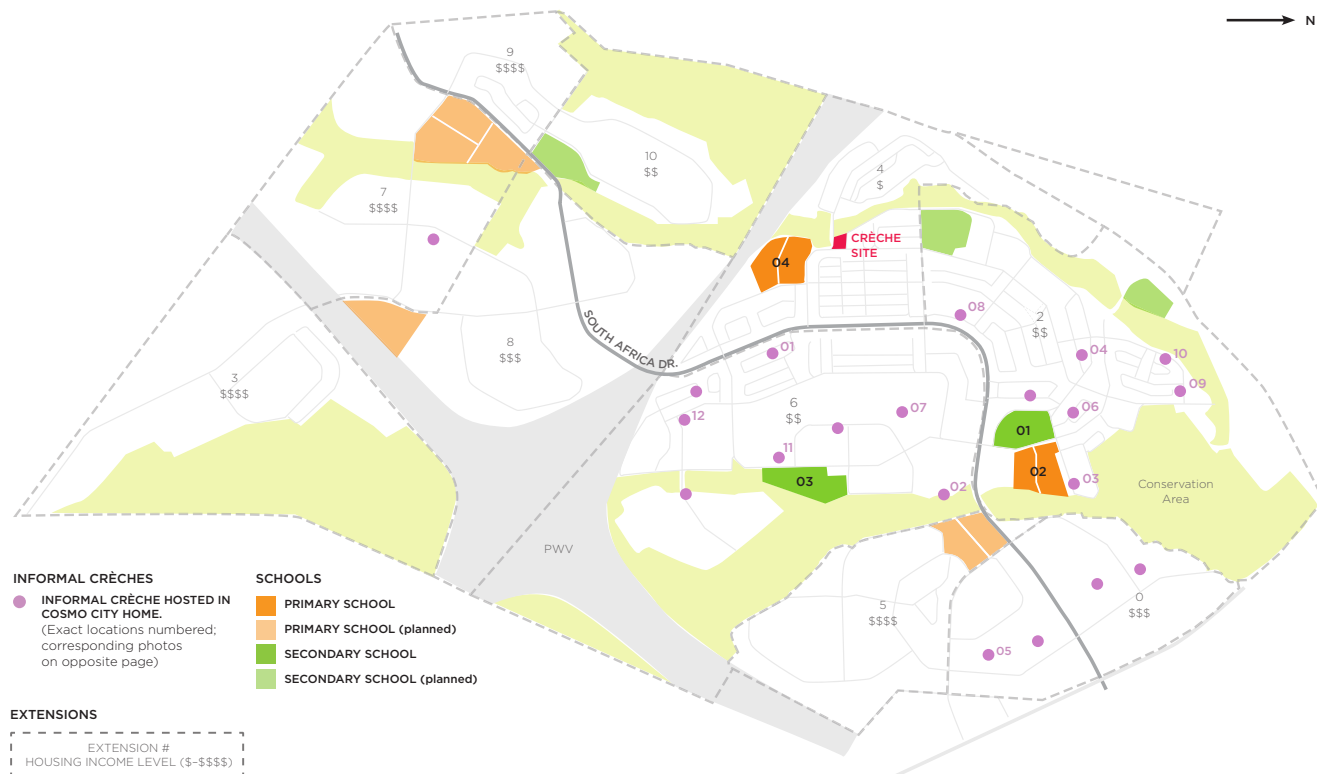 N
9
$$$$
10
$$
4
$
7
$$$$
CRÈCHE
SITE
04
08
2
$$
SOUTH AFRICA DR.
8
$$$
01
04
10
3
$$$$
09
6
$$
07
06
12
01
11
02
03
03
02
Conservation
Area
PWV
0
$$$
5
$$$$
05
INFORMAL CRÈCHES
INFORMAL CRÈCHE HOSTED IN
COSMO CITY HOME.
(Exact locations numbered;
corresponding photos
on opposite page)
SCHOOLS
PRIMARY SCHOOL
PRIMARY SCHOOL (planned)
SECONDARY SCHOOL
SECONDARY SCHOOL (planned)
EXTENSIONS
EXTENSION #
HOUSING INCOME LEVEL ($-$$$$)